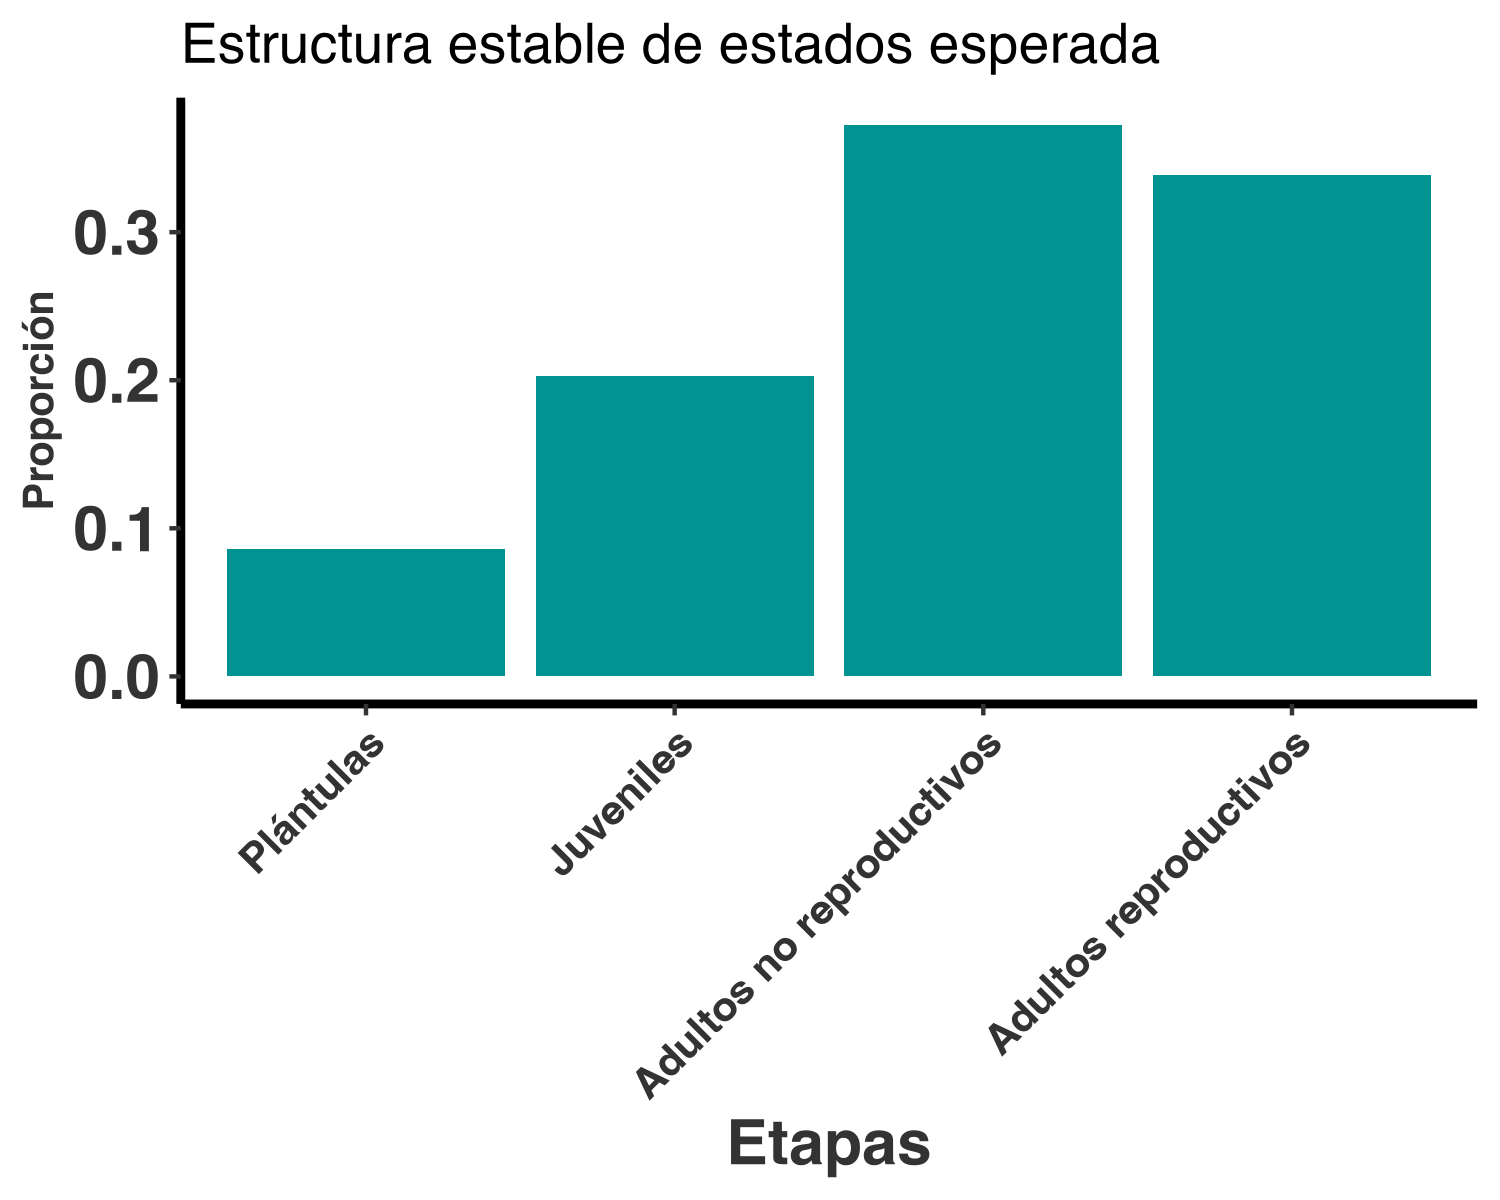 Estructura estable de estados esperada
Proporción
0.3
0.2
0.1
0.0
Plántulas
Juveniles
Adultos no reproductivos
Adultos reproductivos
Etapas